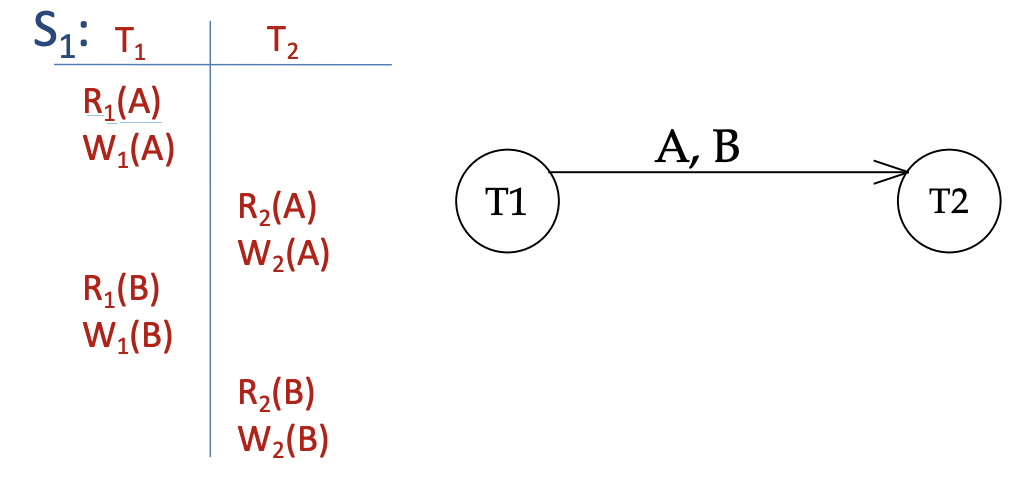 S₁: T₁ T₂
R₁(A)
W₁(A)
R₂(A)
W₂(A)
R₁(B)
W₁(B)
R₂(B)
W₂(B)
A, B
T1 T2